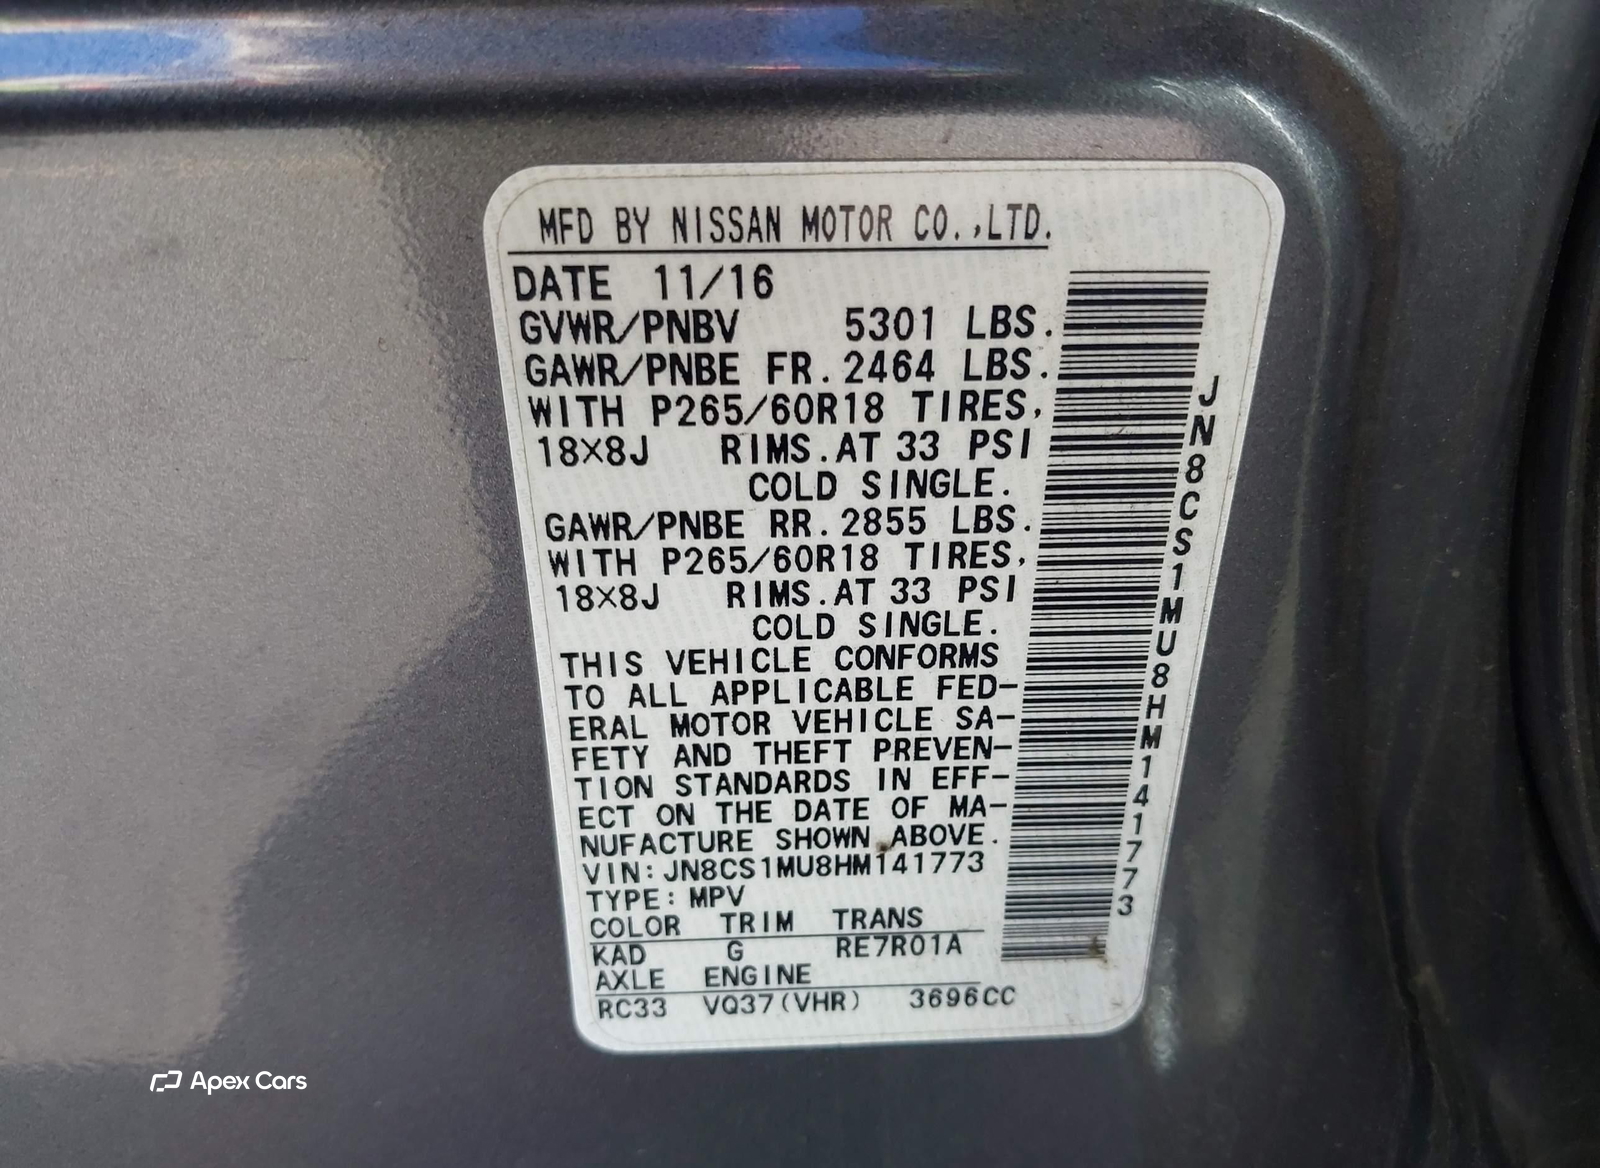 MFD BY NISSAN MOTOR CO.,LTD.
DATE 11/16
GVWR/PNBV 5301 LBS.
GAWR/PNBE FR. 2464 LBS.
WITH P265/60R18 TIRES,
18×8J RIMS.AT 33 PSI
COLD SINGLE.
GAWR/PNBE RR. 2855 LBS.
WITH P265/60R18 TIRES,
18×8J RIMS.AT 33 PSI
COLD SINGLE.
THIS VEHICLE CONFORMS
TO ALL APPLICABLE FED-
ERAL MOTOR VEHICLE SA-
FETY AND THEFT PREVEN-
TION STANDARDS IN EFF-
ECT ON THE DATE OF MA-
NUFACTURE SHOWN ABOVE.
VIN: JN8CS1MU8HM141773
TYPE: MPV
COLOR TRIM TRANS
KAD G RE7R01A
AXLE ENGINE
RC33 VQ37(VHR) 3696CC
JN8CS1MU8HM141773
Apex Cars